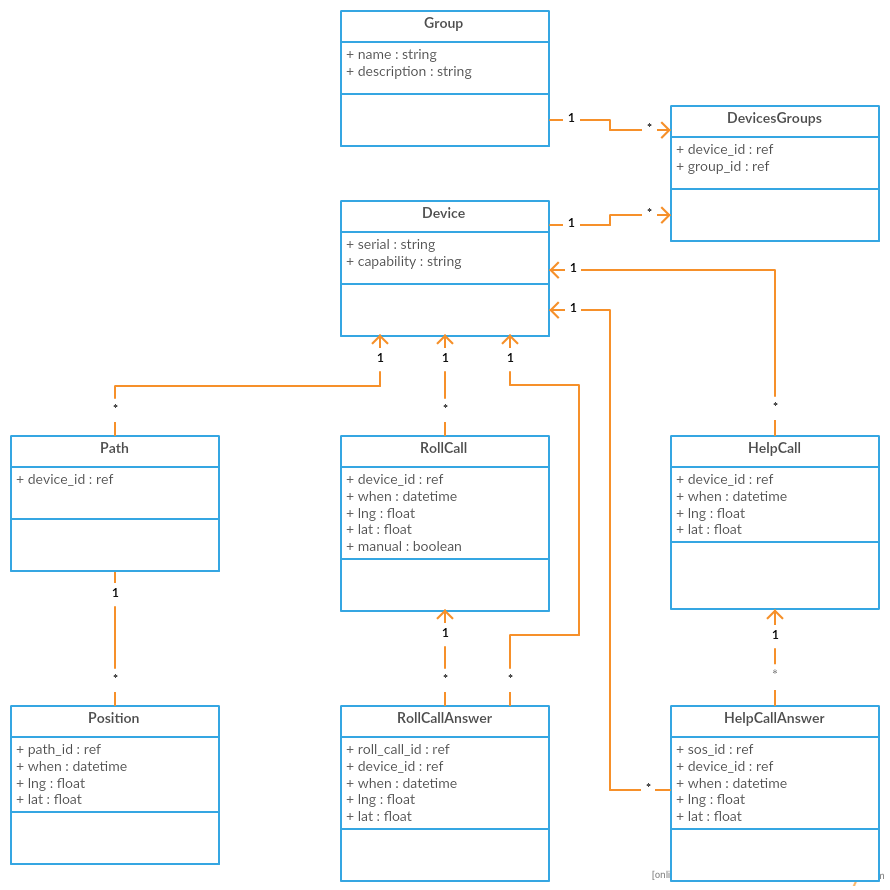 Group
+ name : string
+ description : string
1
*
DevicesGroups
+ device_id : ref
+ group_id : ref
Device
+ serial : string
+ capability : string
1
*
1
1
1
1
1
*
*
*
Path
+ device_id : ref
RollCall
+ device_id : ref
+ when : datetime
+ lng : float
+ lat : float
+ manual : boolean
HelpCall
+ device_id : ref
+ when : datetime
+ lng : float
+ lat : float
1
*
1
*
*
1
*
Position
+ path_id : ref
+ when : datetime
+ lng : float
+ lat : float
RollCallAnswer
+ roll_call_id : ref
+ device_id : ref
+ when : datetime
+ lng : float
+ lat : float
*
HelpCallAnswer
+ sos_id : ref
+ device_id : ref
+ when : datetime
+ lng : float
+ lat : float